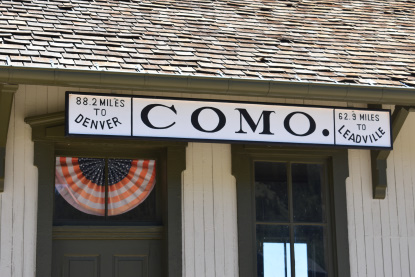 88.2 MILES
TO
DENVER
COMO.
62.9 MILES
TO
LEADVILLE